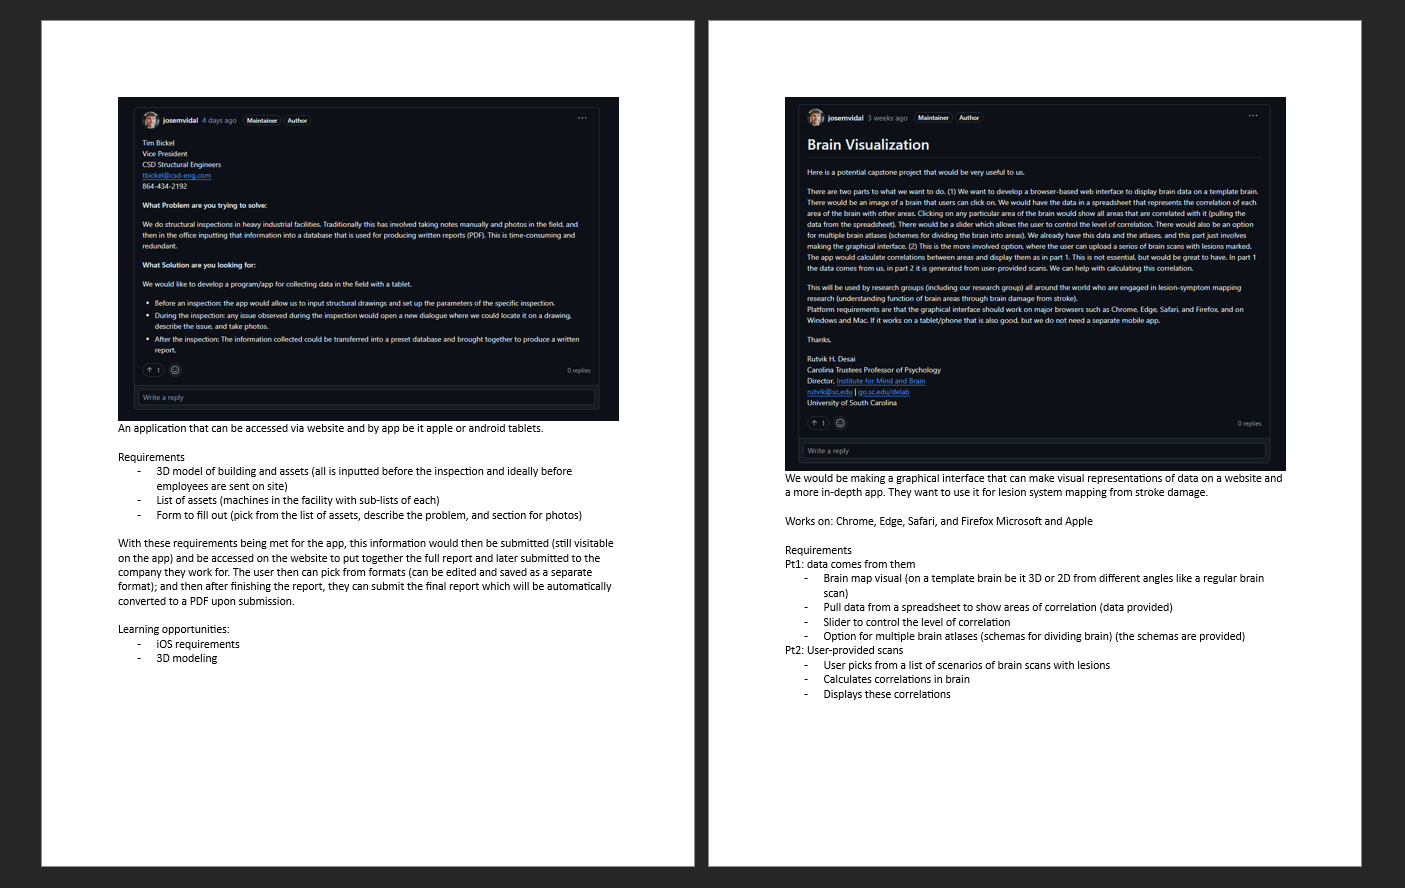 josemvidal 4 days ago Maintainer Author
Tim Bickel
Vice President
CSD Structural Engineers
tbickel@csd-eng.com
864-434-2192
What Problem are you trying to solve:
We do structural inspections in heavy industrial facilities. Traditionally this has involved taking notes manually and photos in the field, and
then in the office inputting that information into a database that is used for producing written reports (PDF). This is time-consuming and
redundant.
What Solution are you looking for:
We would like to develop a program/app for collecting data in the field with a tablet.
• Before an inspection: the app would allow us to input structural drawings and set up the parameters of the specific inspection.
• During the inspection: any issue observed during the inspection would open a new dialogue where we could locate it on a drawing,
describe the issue, and take photos.
• After the inspection: The information collected could be transferred into a preset database and brought together to produce a written
report.
↑ 1
0 replies
Write a reply
An application that can be accessed via website and by app be it apple or android tablets.
Requirements
- 3D model of building and assets (all is inputted before the inspection and ideally before
employees are sent on site)
- List of assets (machines in the facility with sub-lists of each)
- Form to fill out (pick from the list of assets, describe the problem, and section for photos)
With these requirements being met for the app, this information would then be submitted (still visitable
on the app) and be accessed on the website to put together the full report and later submitted to the
company they work for. The user then can pick from formats (can be edited and saved as a separate
format); and then after finishing the report, they can submit the final report which will be automatically
converted to a PDF upon submission.
Learning opportunities:
- iOS requirements
- 3D modeling
josemvidal 3 weeks ago Maintainer Author
Brain Visualization
Here is a potential capstone project that would be very useful to us.
There are two parts to what we want to do. (1) We want to develop a browser-based web interface to display brain data on a template brain.
There would be an image of a brain that users can click on. We would have the data in a spreadsheet that represents the correlation of each
area of the brain with other areas. Clicking on any particular area of the brain would show all areas that are correlated with it (pulling the
data from the spreadsheet). There would be a slider which allows the user to control the level of correlation. There would also be an option
for multiple brain atlases (schemes for dividing the brain into areas). We already have this data and the atlases, and this part just involves
making the graphical interface. (2) This is the more involved option, where the user can upload a series of brain scans with lesions marked.
The app would calculate correlations between areas and display them as in part 1. This is not essential, but would be great to have. In part 1
the data comes from us, in part 2 it is generated from user-provided scans. We can help with calculating this correlation.
This will be used by research groups (including our research group) all around the world who are engaged in lesion-symptom mapping
research (understanding function of brain areas through brain damage from stroke).
Platform requirements are that the graphical interface should work on major browsers such as Chrome, Edge, Safari, and Firefox, and on
Windows and Mac. If it works on a tablet/phone that is also good, but we do not need a separate mobile app.
Thanks,
Rutvik H. Desai
Carolina Trustees Professor of Psychology
Director, Institute for Mind and Brain
rutvik@sc.edu | go.sc.edu/delab
University of South Carolina
↑ 1
0 replies
Write a reply
We would be making a graphical interface that can make visual representations of data on a website and
a more in-depth app. They want to use it for lesion system mapping from stroke damage.
Works on: Chrome, Edge, Safari, and Firefox Microsoft and Apple
Requirements
Pt1: data comes from them
- Brain map visual (on a template brain be it 3D or 2D from different angles like a regular brain
scan)
- Pull data from a spreadsheet to show areas of correlation (data provided)
- Slider to control the level of correlation
- Option for multiple brain atlases (schemas for dividing brain) (the schemas are provided)
Pt2: User-provided scans
- User picks from a list of scenarios of brain scans with lesions
- Calculates correlations in brain
- Displays these correlations